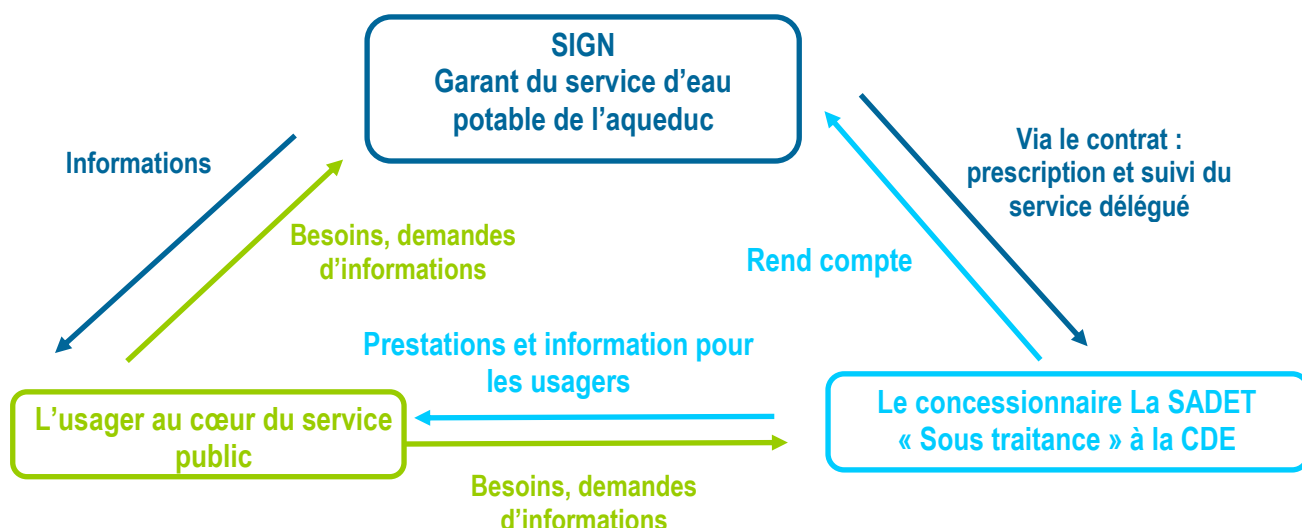 SIGN
Garant du service d’eau
potable de l’aqueduc
Informations
Via le contrat :
prescription et suivi du
service délégué
Besoins, demandes
d’informations
Rend compte
Prestations et information pour
les usagers
L’usager au cœur du service
public
Le concessionnaire La SADET
« Sous traitance » à la CDE
Besoins, demandes
d’informations